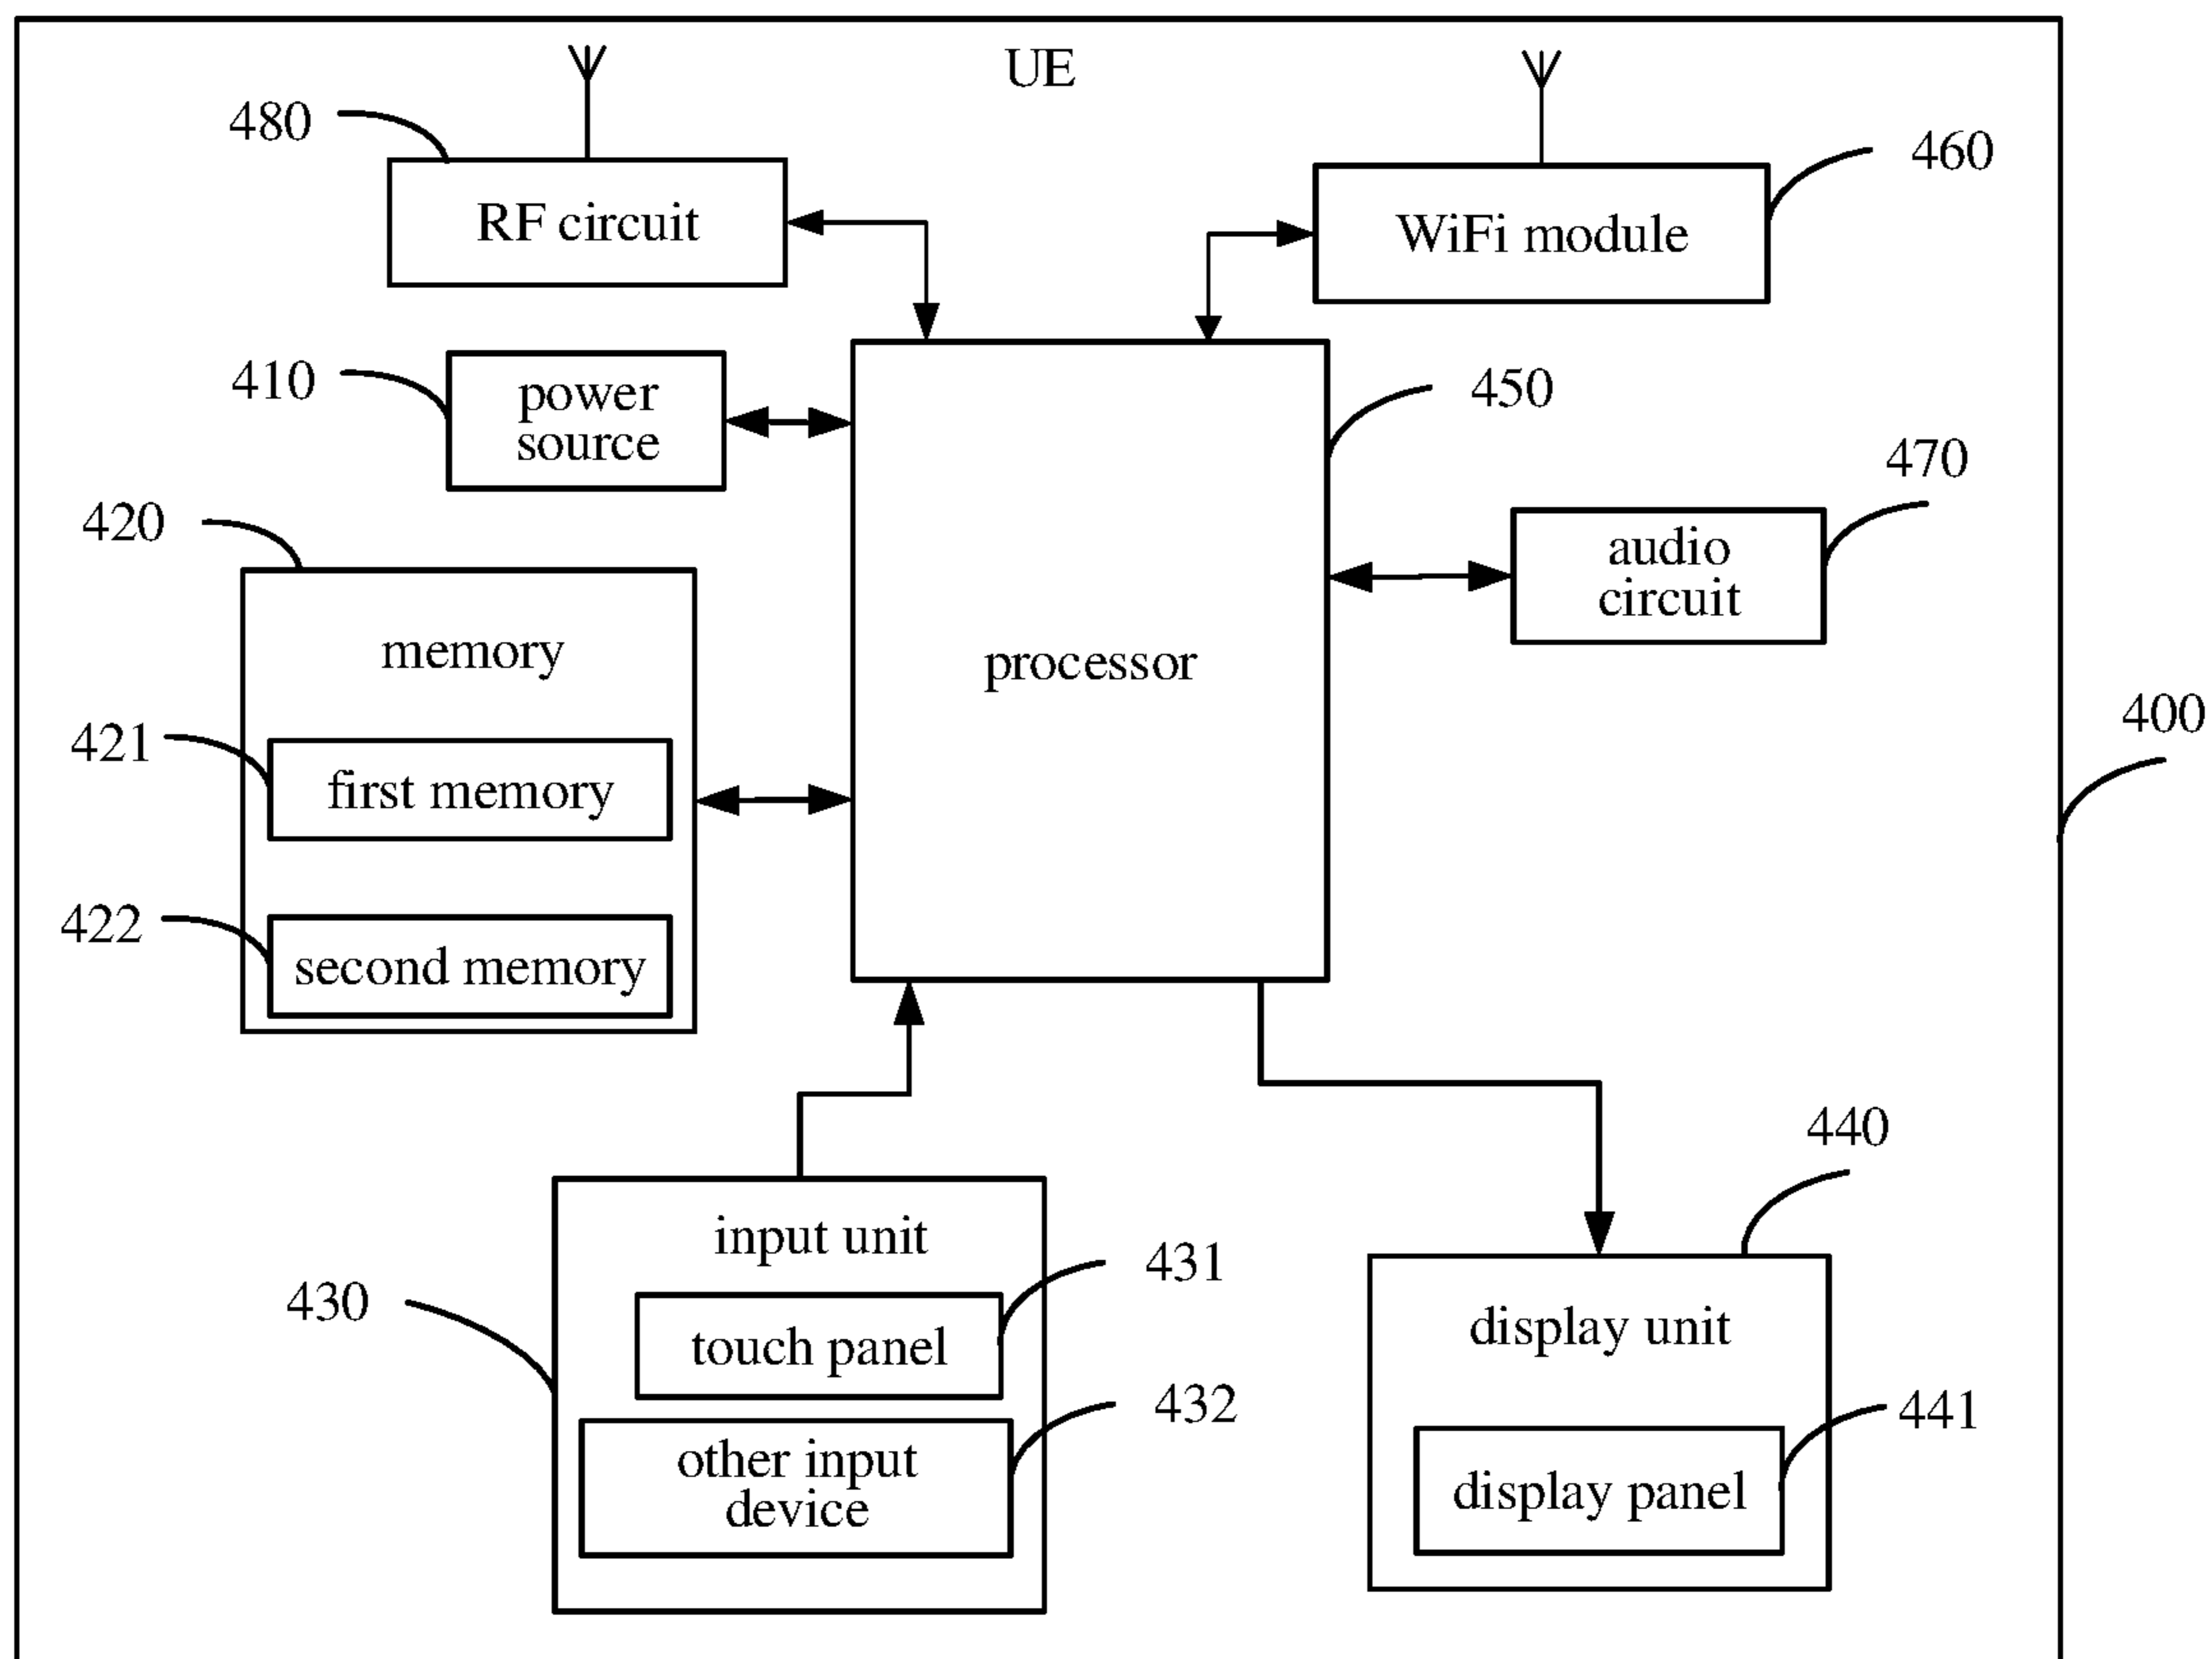 UE
480
RF circuit
460
WiFi module
410
power
source
450
470
audio
circuit
420
memory
processor
421
first memory
400
422
second memory
440
input unit
431
430
touch panel
display unit
432
other input
device
441
display panel